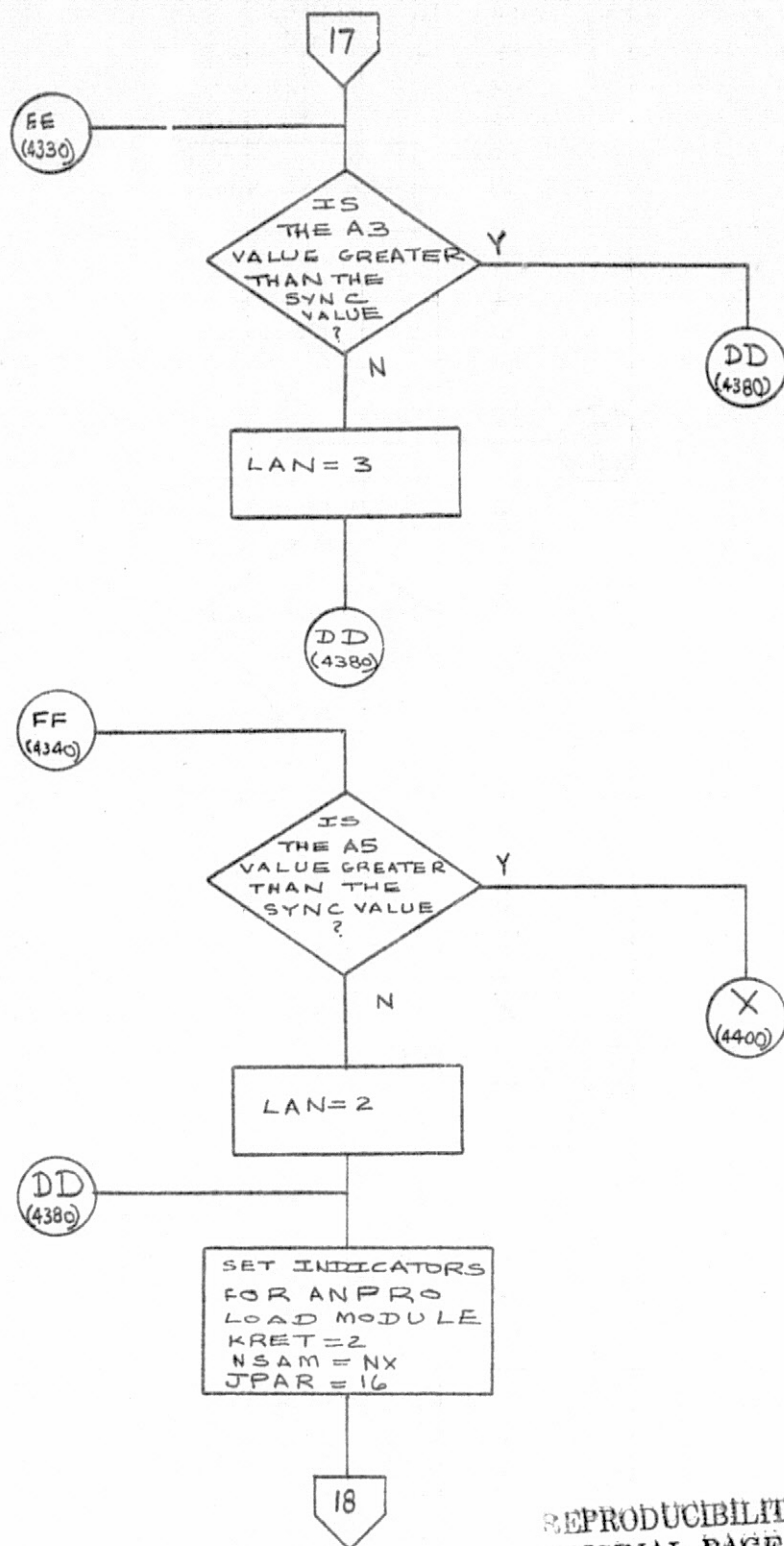 17
EE
(4330)
IS
THE A3
VALUE GREATER
THAN THE
SYNC
VALUE
?
Y
N
DD
(4380)
LAN = 3
DD
(4380)
FF
(4340)
IS
THE A5
VALUE GREATER
THAN THE
SYNC VALUE
?
Y
N
X
(4400)
LAN=2
DD
(4380)
SET INDICATORS
FOR ANPRO
LOAD MODULE
KRET=2
NSAM = NX
JPAR = 16
18
REPRODUCIBILIT
PAGE